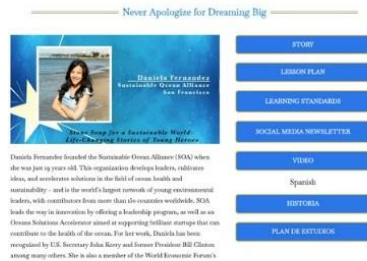 Never Apologize for Dreaming Big
Daniela Fernandez
Sustainable Ocean Alliance
San Francisco
Stone Soup for a Sustainable World:
Life-Changing Stories of Young Heroes
Daniela Fernandez founded the Sustainable Ocean Alliance (SOA) when
she was just 19 years old. This organization develops leaders, cultivates
ideas, and accelerates solutions in the field of ocean health and
sustainability – and is the world's largest network of young environmental
leaders, with contributors from more than 150 countries worldwide. SOA
leads the way in innovation by offering a leadership program, as well as an
Oceans Solutions Accelerator aimed at supporting brilliant startups that can
contribute to the health of the ocean. For her work, Daniela has been
recognized by U.S. Secretary John Kerry and former President Bill Clinton
among many others. She is also a member of the World Economic Forum's
STORY
LESSON PLAN
LEARNING STANDARDS
SOCIAL MEDIA NEWSLETTER
VIDEO
Spanish
HISTORIA
PLAN DE ESTUDIOS